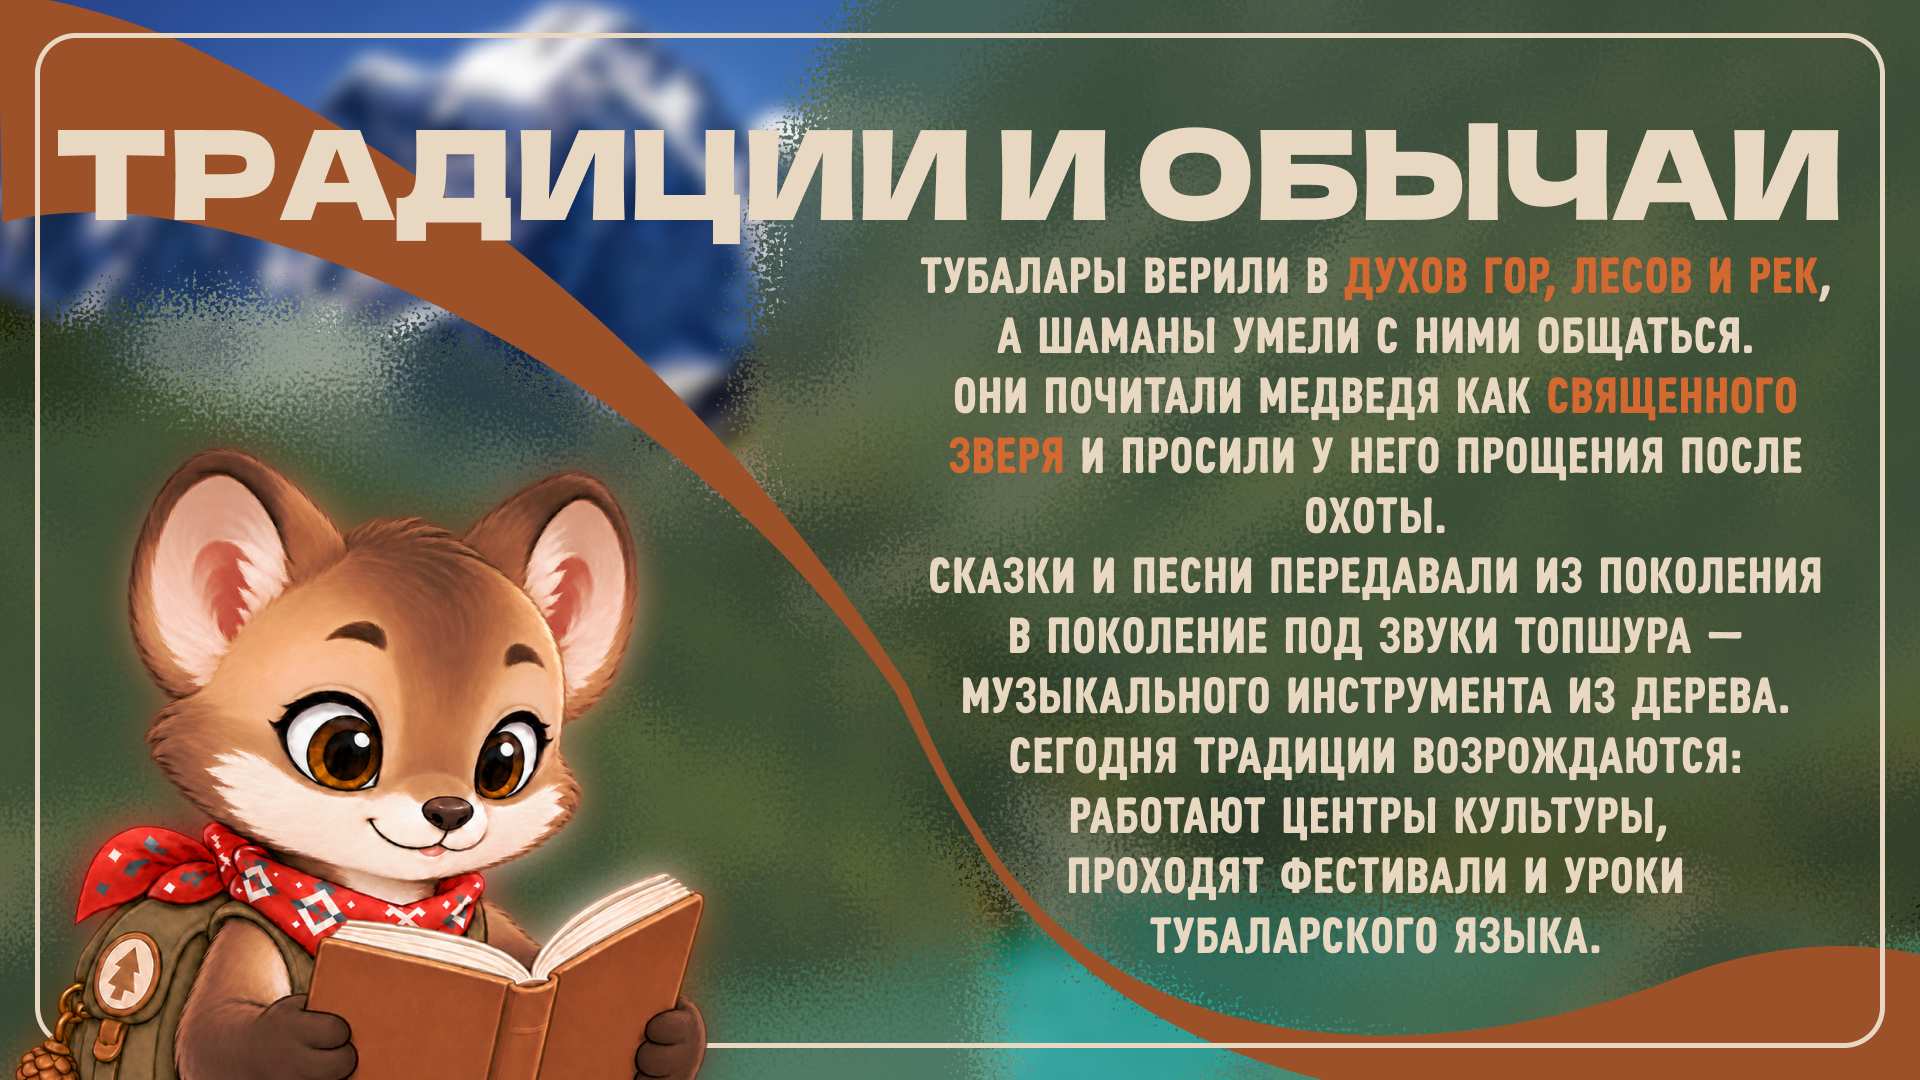 ТРАДИЦИИ И ОБЫЧАИ
ТУБАЛАРЫ ВЕРИЛИ В ДУХОВ ГОР, ЛЕСОВ И РЕК,
А ШАМАНЫ УМЕЛИ С НИМИ ОБЩАТЬСЯ.
ОНИ ПОЧИТАЛИ МЕДВЕДЯ КАК СВЯЩЕННОГО
ЗВЕРЯ И ПРОСИЛИ У НЕГО ПРОЩЕНИЯ ПОСЛЕ
ОХОТЫ.
СКАЗКИ И ПЕСНИ ПЕРЕДАВАЛИ ИЗ ПОКОЛЕНИЯ
В ПОКОЛЕНИЕ ПОД ЗВУКИ ТОПШУРА —
МУЗЫКАЛЬНОГО ИНСТРУМЕНТА ИЗ ДЕРЕВА.
СЕГОДНЯ ТРАДИЦИИ ВОЗРОЖДАЮТСЯ:
РАБОТАЮТ ЦЕНТРЫ КУЛЬТУРЫ,
ПРОХОДЯТ ФЕСТИВАЛИ И УРОКИ
ТУБАЛАРСКОГО ЯЗЫКА.